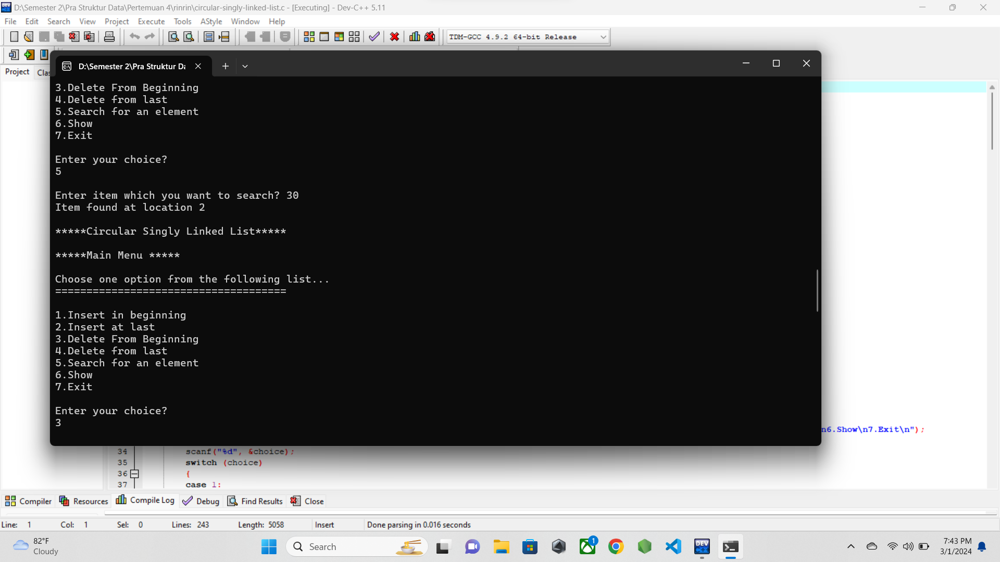 D:\Semester 2\Pra Struktur Data\Pertemuan 4\rinrin\circular-singly-linked-list.c - [Executing] - Dev-C++ 5.11
File Edit Search View Project Execute Tools AStyle Window Help
TDM-GCC 4.9.2 64-bit Release
Project
D:\Semester 2\Pra Struktur Da
3.Delete From Beginning
4.Delete from last
5.Search for an element
6.Show
7.Exit
Enter your choice?
5
Enter item which you want to search? 30
Item found at location 2
*****Circular Singly Linked List*****
*****Main Menu *****
Choose one option from the following list...
=====================================
1.Insert in beginning
2.Insert at last
3.Delete From Beginning
4.Delete from last
5.Search for an element
6.Show
7.Exit
Enter your choice?
3
n6.Show\n7.Exit\n");
34 scanf("%d", &choice);
35 switch (choice)
36 {
37 case 1:
Compiler Resources Compile Log Debug Find Results Close
Line: 1 Col: 1 Sel: 0 Lines: 243 Length: 5058 Insert Done parsing in 0.016 seconds
82°F
Cloudy
Search
1
DEV
C++
7:43 PM
3/1/2024